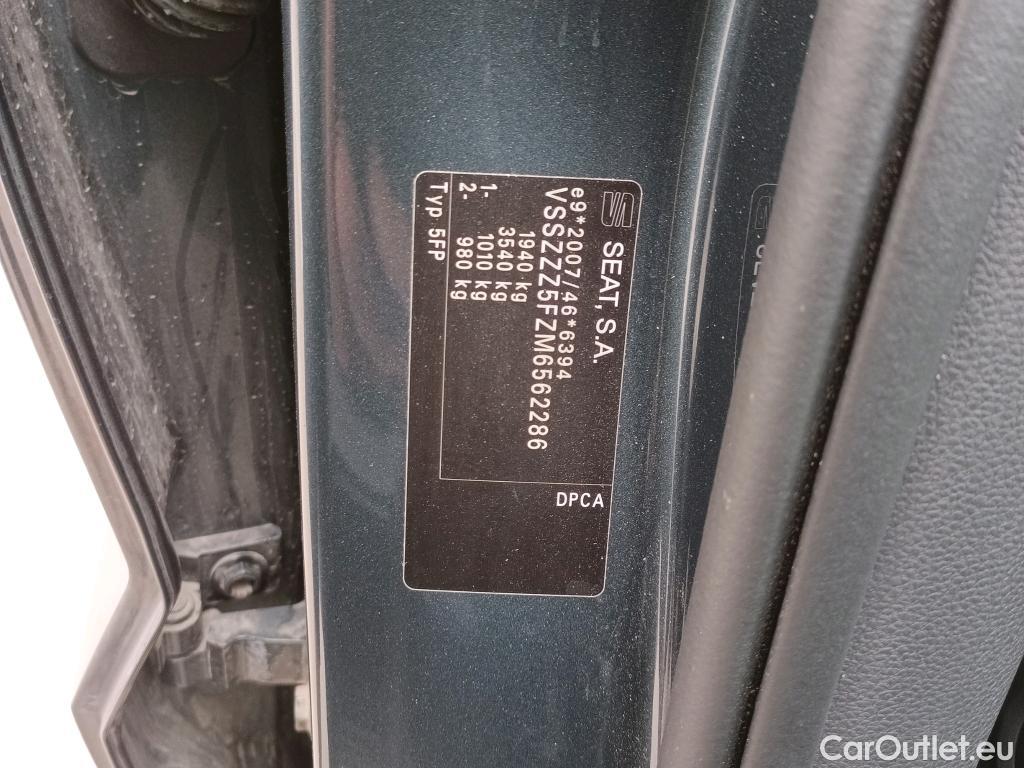 SEAT, S.A.
e9*2007/46*6394
VSSZZZ5FZM6562286
1940 kg
3540 kg
1- 1010 kg
2- 980 kg
Typ 5FP
DPCA
CarOutlet.eu